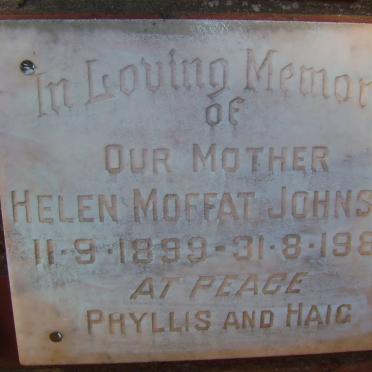 In Loving Memor
of
OUR MOTHER
HELEN MOFFAT JOHNS
11-9-1899-31-8-198
AT PEACE
PHYLLIS AND HAIG